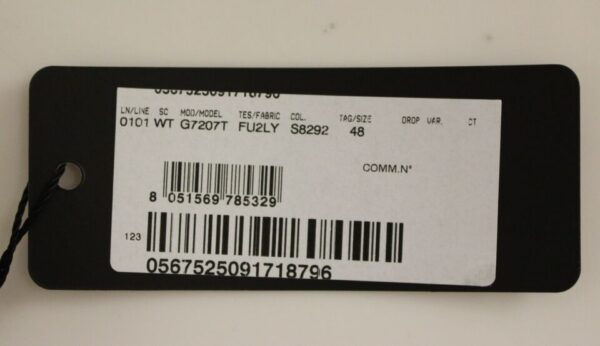 0567525091718796
LN/LINE SC MOD/MODEL TES/FABRIC COL. TAG/SIZE DROP VAR. CT
0101 WT G7207T FU2LY S8292 48
COMM.N°
8 051569 785329
123
0567525091718796